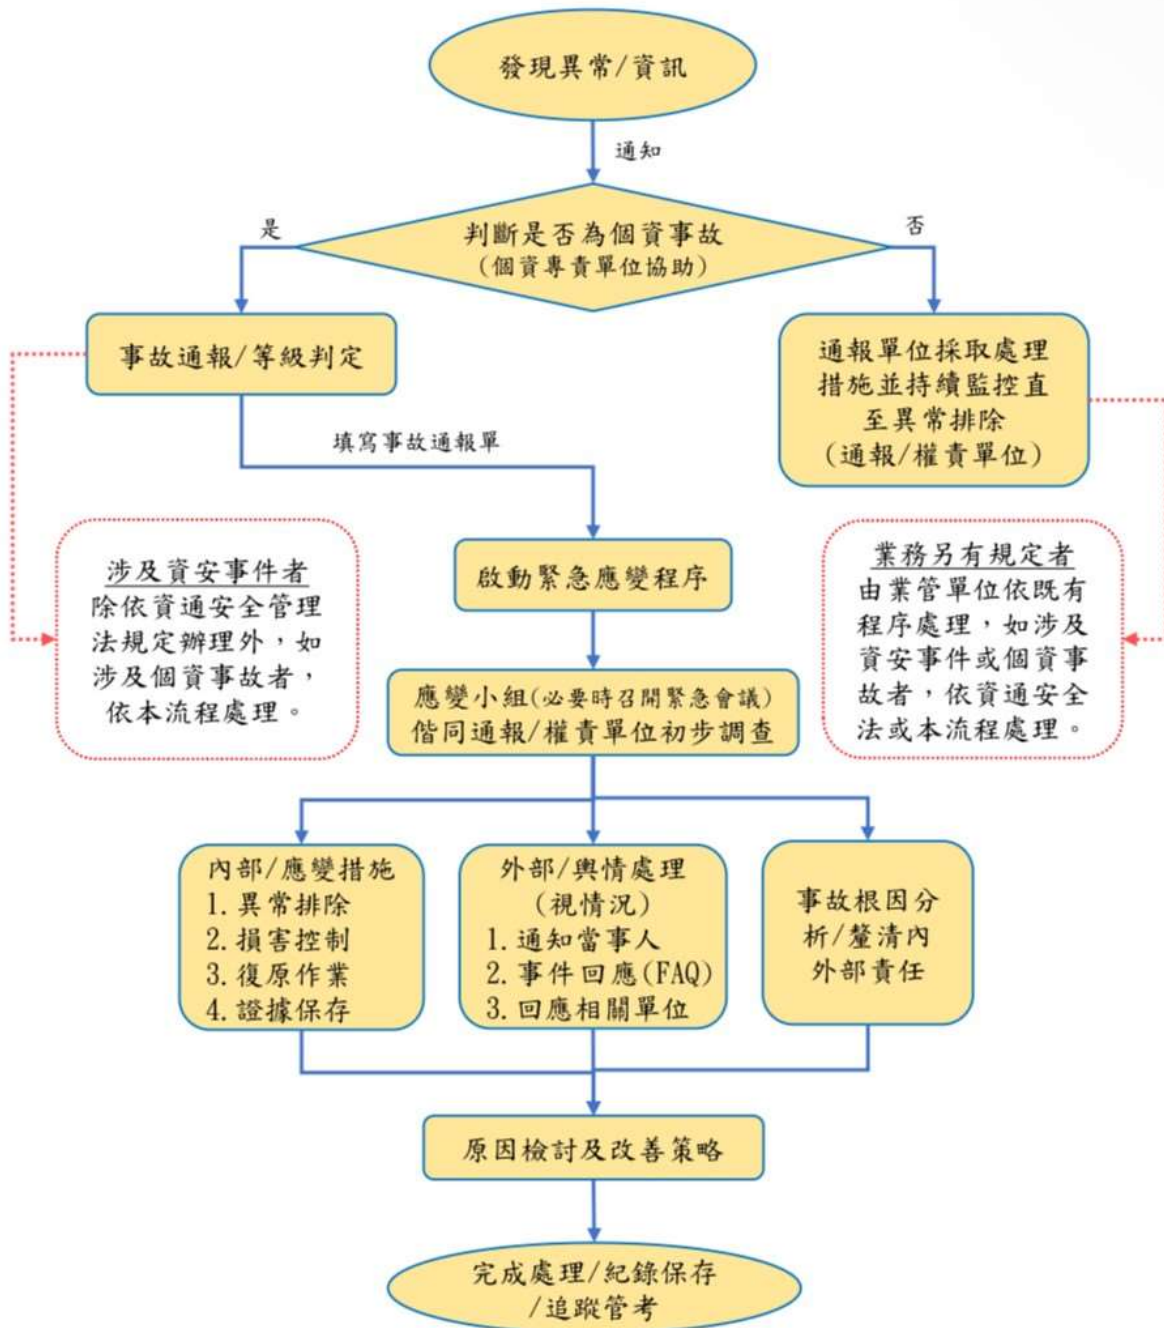 發現異常/資訊
通知
判斷是否為個資事故
(個資專責單位協助)
是
否
事故通報/等級判定
通報單位採取處理
措施並持續監控直
至異常排除
(通報/權責單位)
填寫事故通報單
涉及資安事件者
除依資通安全管理
法規定辦理外，如
涉及個資事故者，
依本流程處理。
啟動緊急應變程序
業務另有規定者
由業管單位依既有
程序處理，如涉及
資安事件或個資事
故者，依資通安全
法或本流程處理。
應變小組(必要時召開緊急會議)
偕同通報/權責單位初步調查
內部/應變措施
1.異常排除
2.損害控制
3.復原作業
4.證據保存
外部/輿情處理
(視情況)
1.通知當事人
2.事件回應(FAQ)
3.回應相關單位
事故根因分
析/釐清內
外部責任
原因檢討及改善策略
完成處理/紀錄保存
/追蹤管考